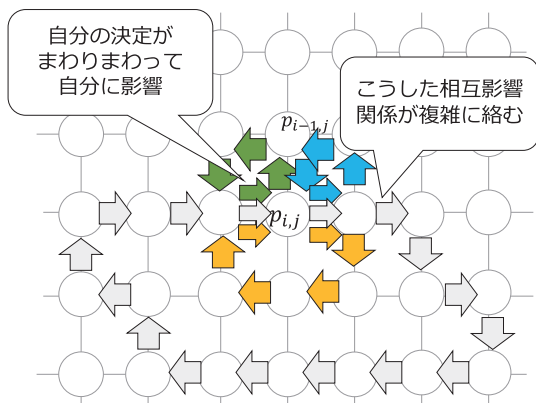 自分の決定が
まわりまわって
自分に影響
こうした相互影響
関係が複雑に絡む
p_{i-1,j}
p_{i,j}